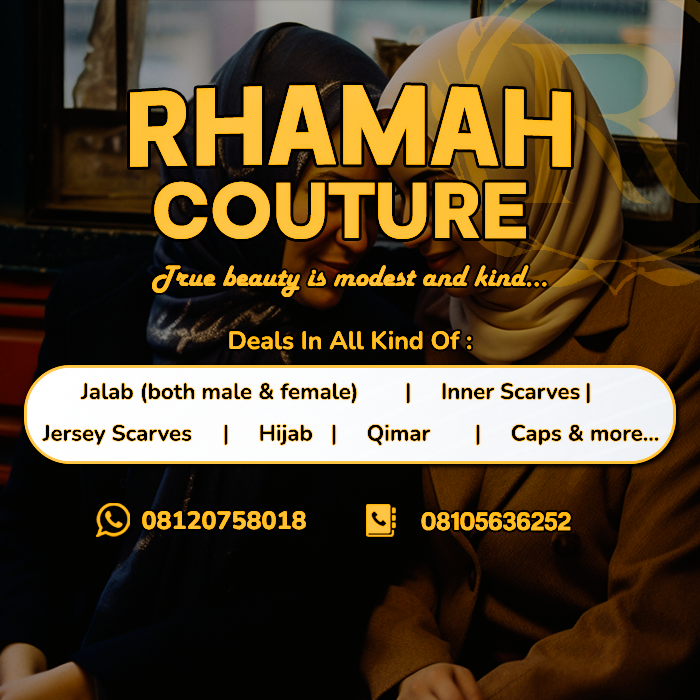 RHAMAH
COUTURE
True beauty is modest and kind...
Deals In All Kind Of :
Jalab (both male & female) | Inner Scarves |
Jersey Scarves | Hijab | Qimar | Caps & more...
08120758018 08105636252
R